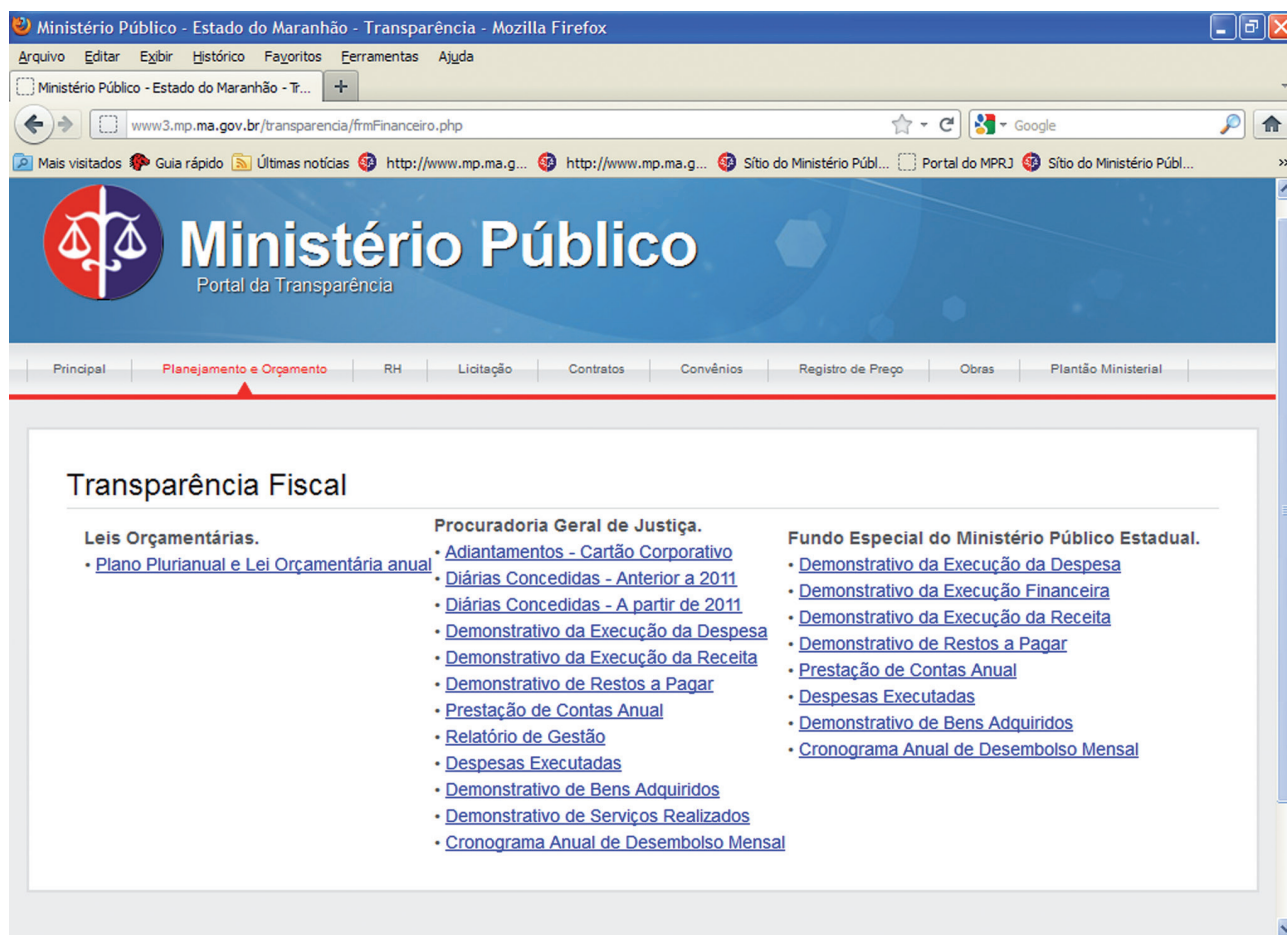 Ministério Público - Estado do Maranhão - Transparência - Mozilla Firefox
Arquivo Editar Exibir Histórico Favoritos Ferramentas Ajuda
Ministério Público - Estado do Maranhão - Tr... +
www3.mp.ma.gov.br/transparencia/frmFinanceiro.php Google
Mais visitados Guia rápido Últimas notícias http://www.mp.ma.g... http://www.mp.ma.g... Sítio do Ministério Públ... Portal do MPRJ Sítio do Ministério Públ... »
Ministério Público
Portal da Transparência
Principal Planejamento e Orçamento RH Licitação Contratos Convênios Registro de Preço Obras Plantão Ministerial
Transparência Fiscal
Leis Orçamentárias.
• Plano Plurianual e Lei Orçamentária anual
Procuradoria Geral de Justiça.
• Adiantamentos - Cartão Corporativo
• Diárias Concedidas - Anterior a 2011
• Diárias Concedidas - A partir de 2011
• Demonstrativo da Execução da Despesa
• Demonstrativo da Execução da Receita
• Demonstrativo de Restos a Pagar
• Prestação de Contas Anual
• Relatório de Gestão
• Despesas Executadas
• Demonstrativo de Bens Adquiridos
• Demonstrativo de Serviços Realizados
• Cronograma Anual de Desembolso Mensal
Fundo Especial do Ministério Público Estadual.
• Demonstrativo da Execução da Despesa
• Demonstrativo da Execução Financeira
• Demonstrativo da Execução da Receita
• Demonstrativo de Restos a Pagar
• Prestação de Contas Anual
• Despesas Executadas
• Demonstrativo de Bens Adquiridos
• Cronograma Anual de Desembolso Mensal